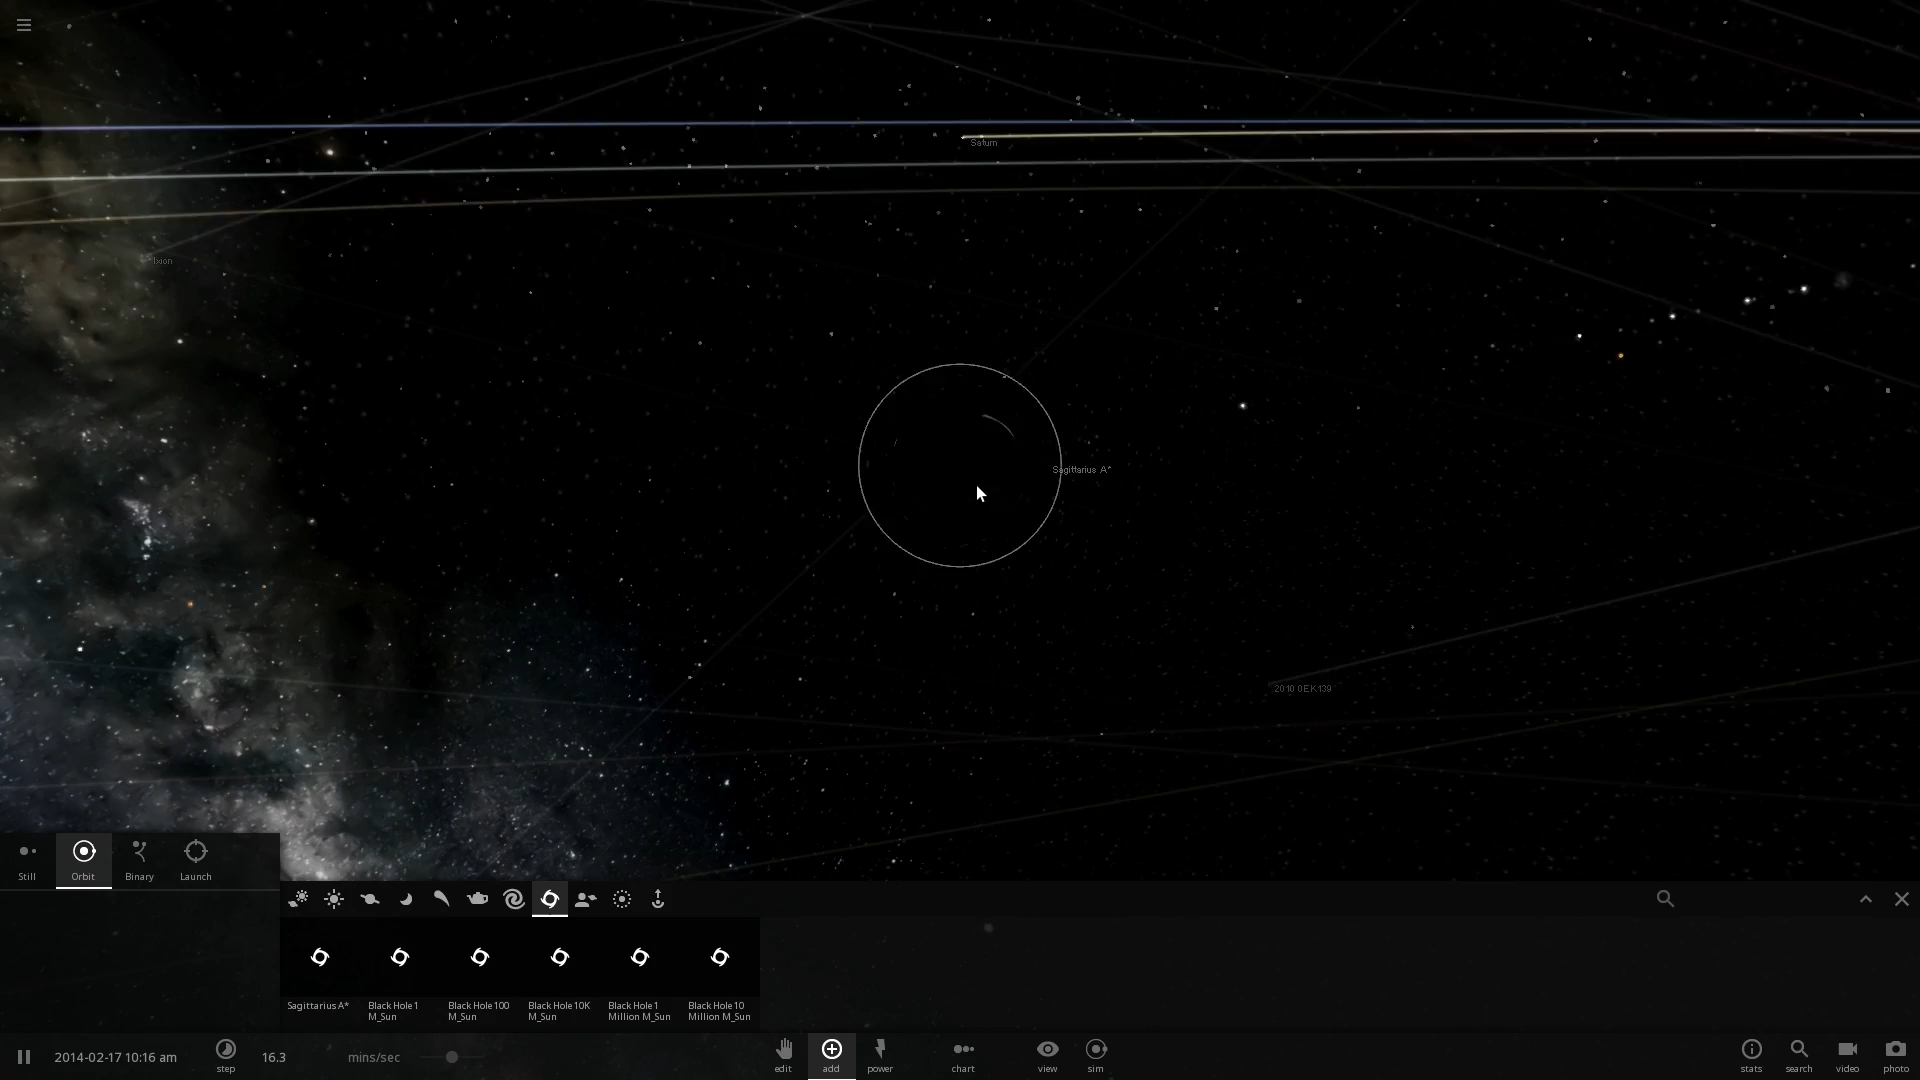 Saturn
Ixion
Sagittarius A*
2010 0EK139
Still
Orbit
Binary
Launch
Sagittarius A*
Black Hole 1
M_Sun
Black Hole 100
M_Sun
Black Hole 10K
M_Sun
Black Hole 1
Million M_Sun
Black Hole 10
Million M_Sun
2014-02-17 10:16 am
step
16.3
mins/sec
edit
add
power
chart
view
sim
stats
search
video
photo